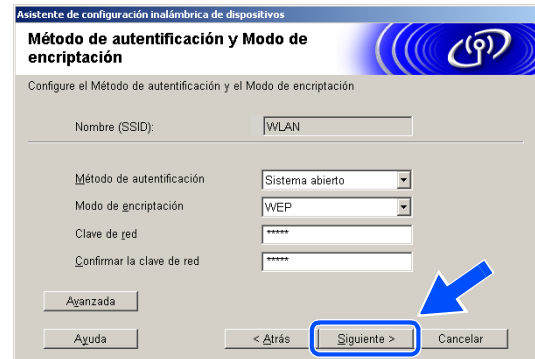 Asistente de configuración inalámbrica de dispositivos
Método de autentificación y Modo de
encriptación
Configure el Método de autentificación y el Modo de encriptación
Nombre (SSID): WLAN
Método de autentificación Sistema abierto
Modo de encriptación WEP
Clave de red *****
Confirmar la clave de red *****
Avanzada
Ayuda < Atrás Siguiente > Cancelar